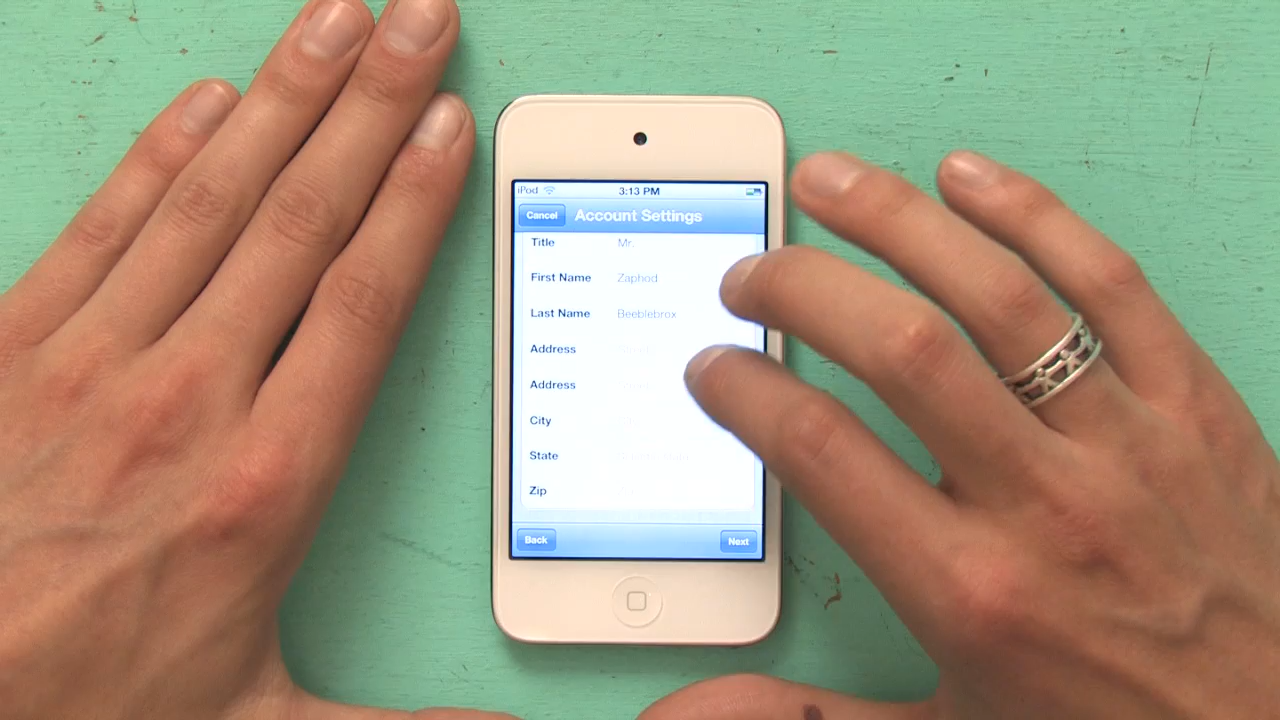 iPod 3:13 PM
Cancel Account Settings
Title Mr.
First Name Zaphod
Last Name Beeblebrox
Address
Address
City
State
Zip
Back Next